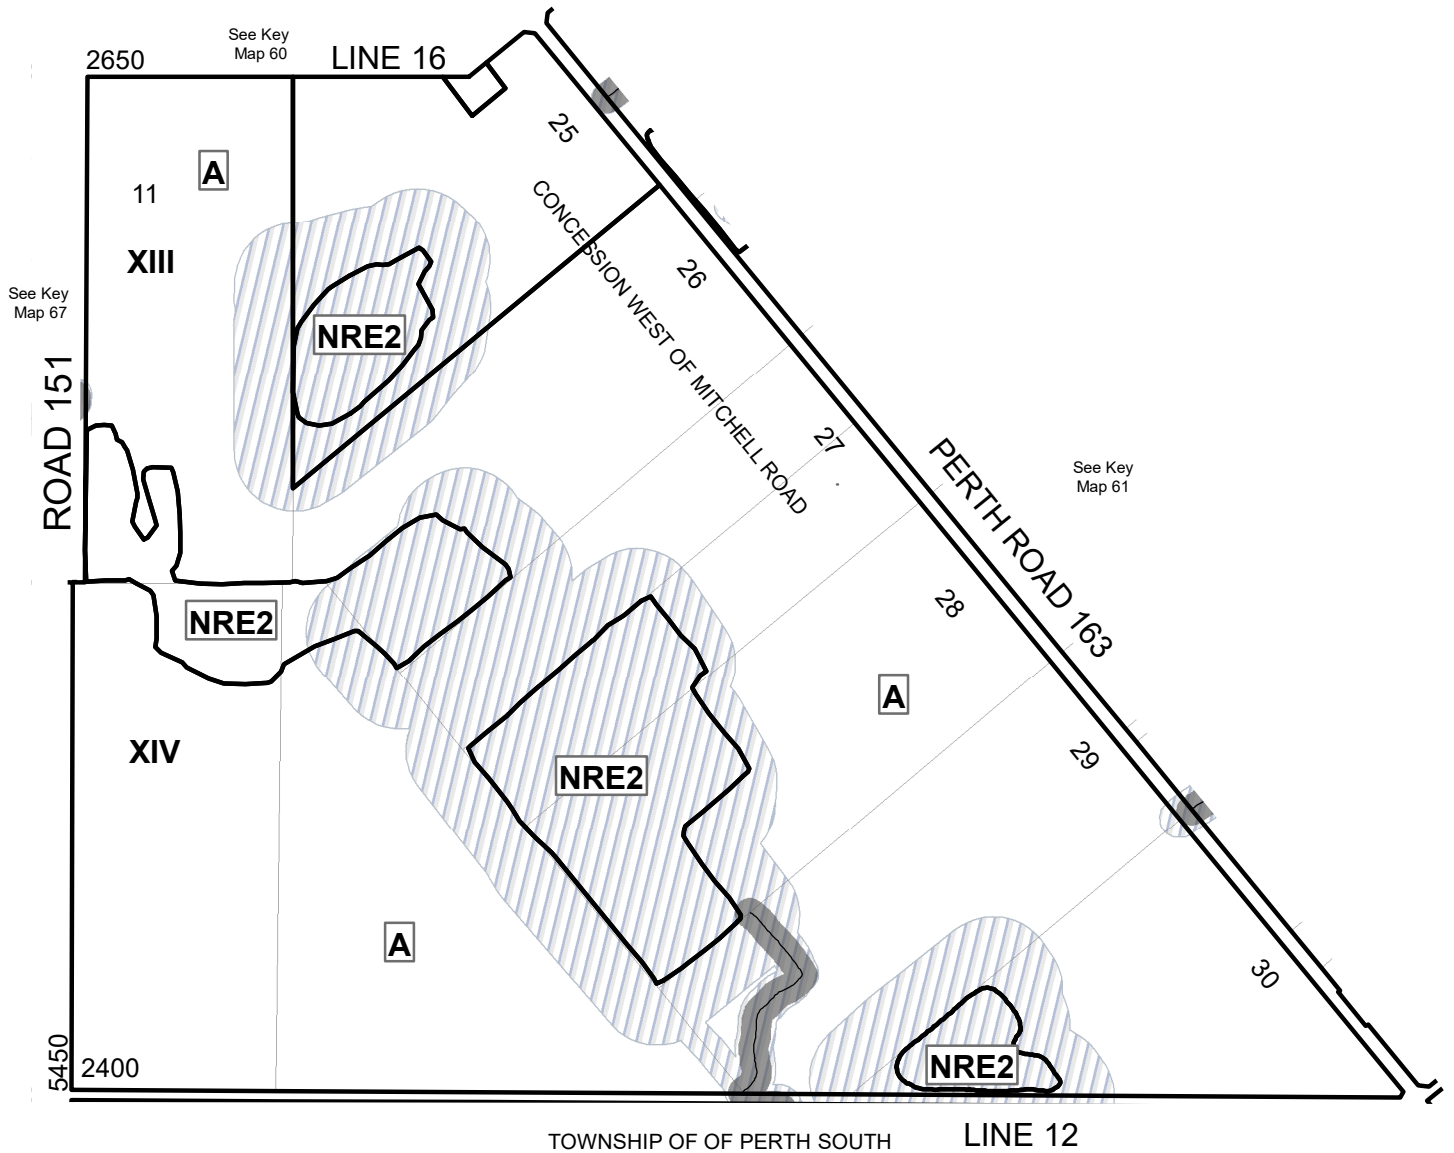 See Key
Map 60
LINE 16
2650
25
A
11
CONCESSION WEST OF MITCHELL ROAD
XIII
26
See Key
Map 67
NRE2
ROAD 151
27
PERTH ROAD 163
See Key
Map 61
28
NRE2
A
XIV
29
NRE2
A
30
5450
2400
NRE2
TOWNSHIP OF OF PERTH SOUTH
LINE 12